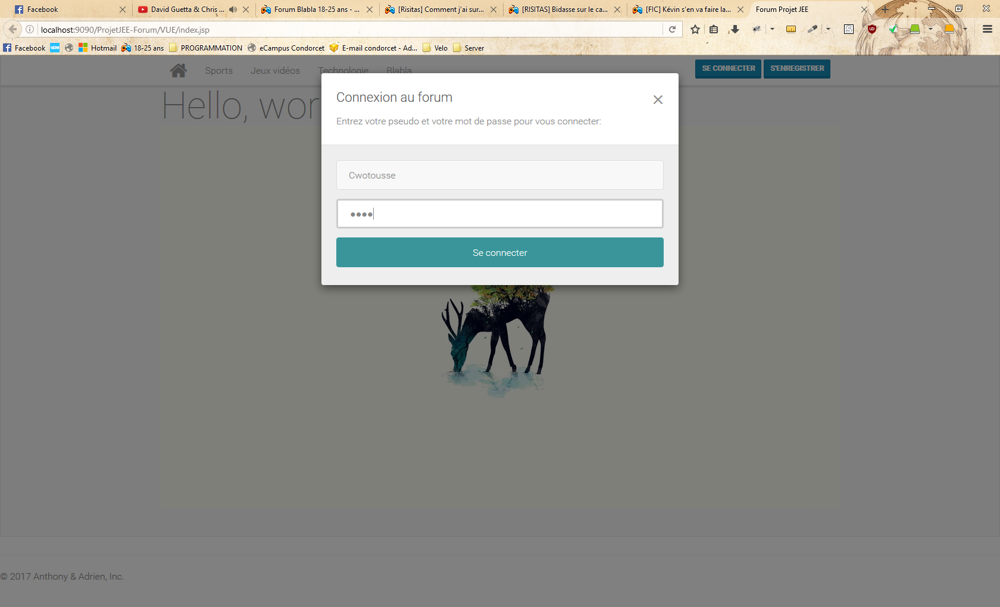 Facebook
David Guetta & Chris ...
Forum Blabla 18-25 ans - ...
[Risitas] Comment j'ai sur...
[RISITAS] Bidasse sur le ca...
[FIC] Kévin s'en va faire la...
Forum Projet JEE
localhost:9090/ProjetJEE-Forum/VUE/index.jsp
Facebook
Hotmail
18-25 ans
PROGRAMMATION
eCampus Condorcet
E-mail condorcet - Ad...
Velo
Server
Sports
Jeux vidéos
Technologie
Blabla
SE CONNECTER
S'ENREGISTRER
Hello, wor
Connexion au forum
Entrez votre pseudo et votre mot de passe pour vous connecter:
Cwotousse
••••
Se connecter
© 2017 Anthony & Adrien, Inc.